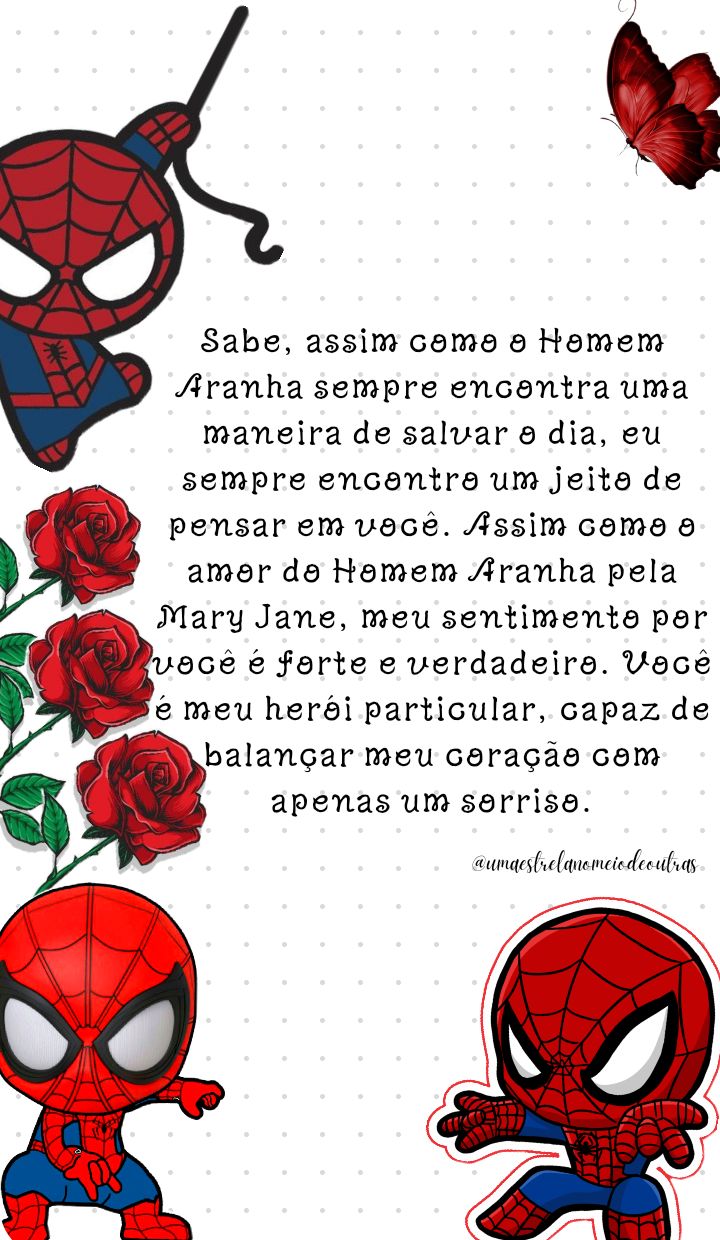 Sabe, assim como o Homem
Aranha sempre encontra uma
maneira de salvar o dia, eu
sempre encontro um jeito de
pensar em você. Assim como o
amor do Homem Aranha pela
Mary Jane, meu sentimento por
você é forte e verdadeiro. Você
é meu herói particular, capaz de
balançar meu coração com
apenas um sorriso.
@umaestrelanomeiodeoutras